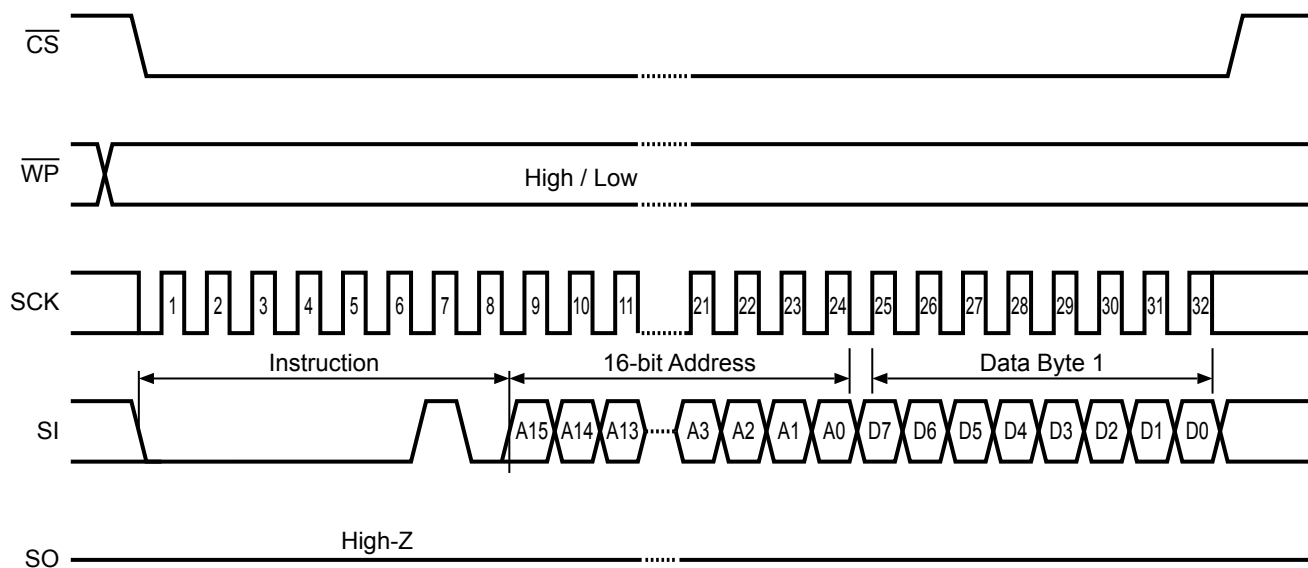 CS
WP
High / Low
SCK
1 2 3 4 5 6 7 8 9 10 11 21 22 23 24 25 26 27 28 29 30 31 32
Instruction 16-bit Address Data Byte 1
SI
A15 A14 A13 A3 A2 A1 A0 D7 D6 D5 D4 D3 D2 D1 D0
High-Z
SO